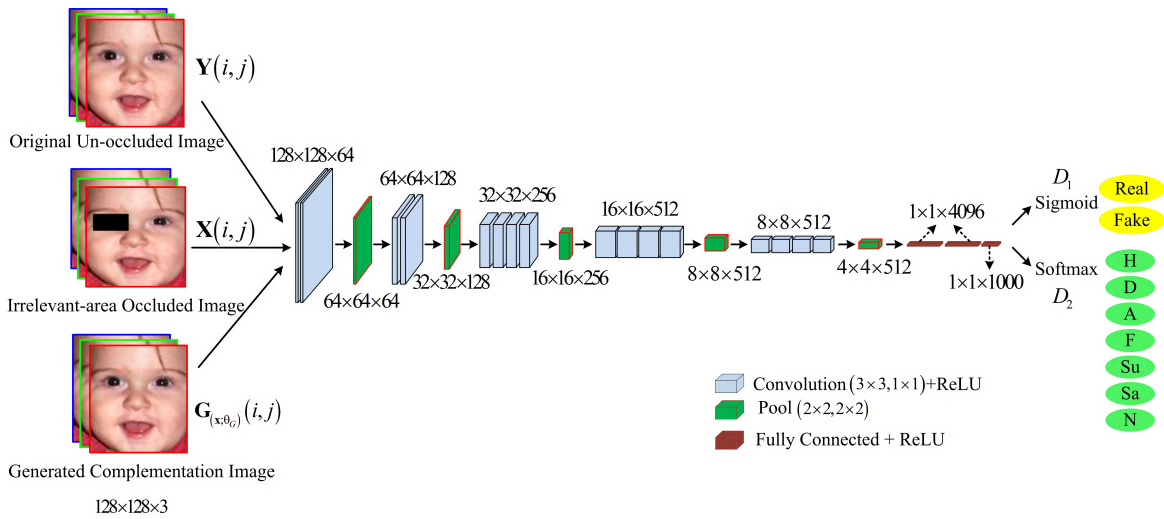 Y(i, j)
Original Un-occluded Image
X(i, j)
Irrelevant-area Occluded Image
G(x;θG)(i, j)
Generated Complementation Image
128×128×3
128×128×64
64×64×64
64×64×128
32×32×128
32×32×256
16×16×256
16×16×512
8×8×512
8×8×512
4×4×512
1×1×4096
1×1×1000
D1
Sigmoid
Real
Fake
Softmax
D2
H
D
A
F
Su
Sa
N
Convolution (3×3,1×1)+ReLU
Pool (2×2,2×2)
Fully Connected + ReLU